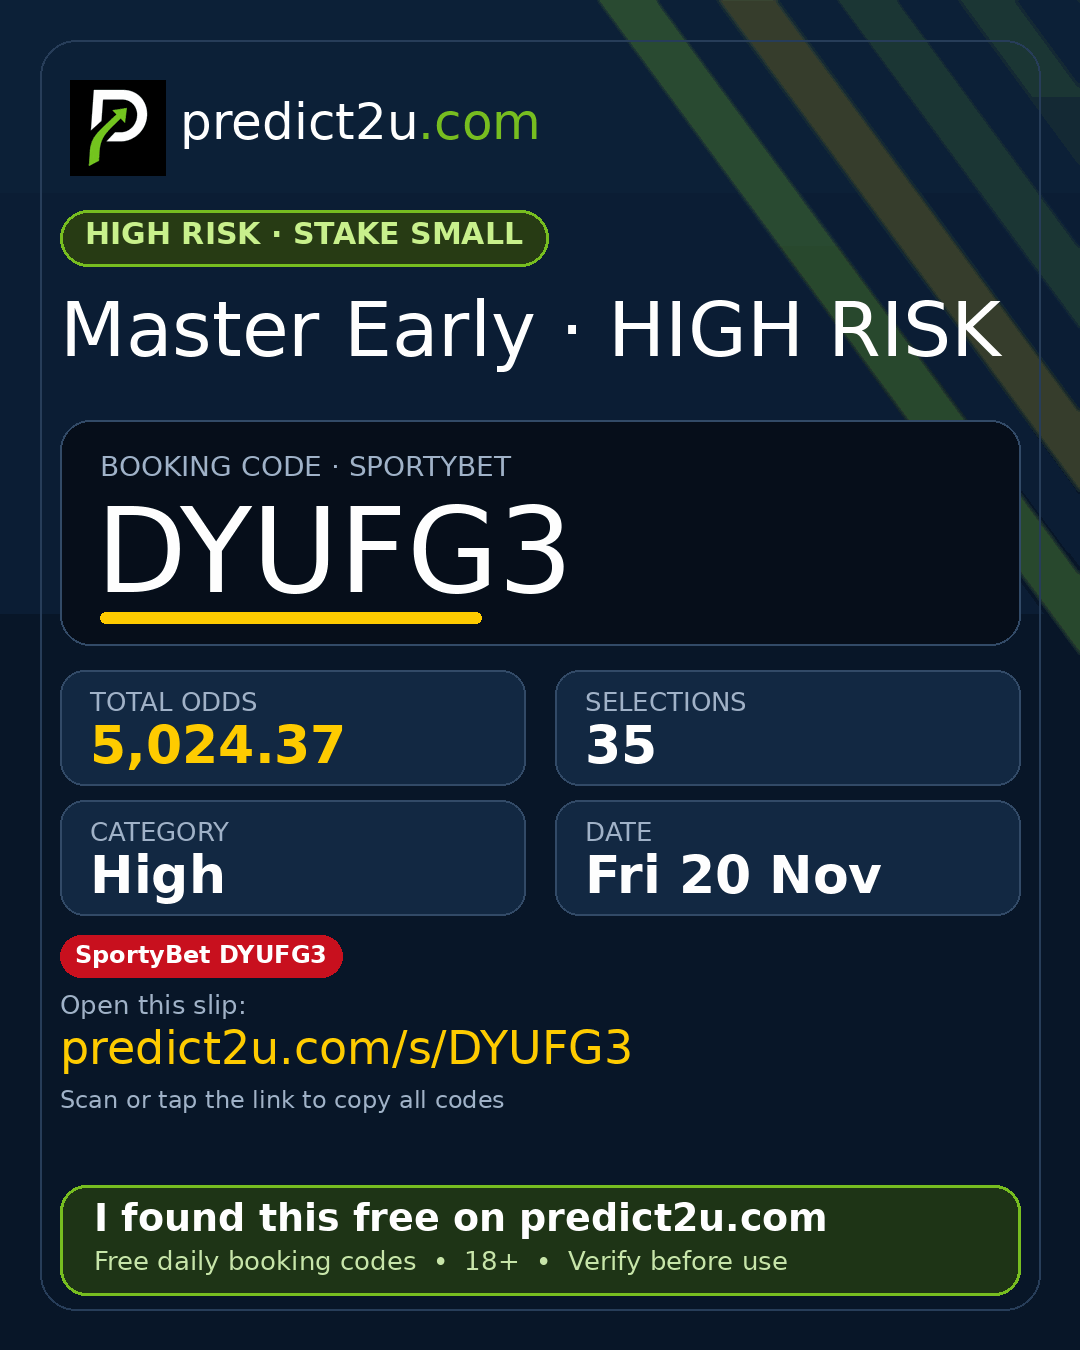 predict2u.com
HIGH RISK · STAKE SMALL
Master Early · HIGH RISK
BOOKING CODE · SPORTYBET
DYUFG3
TOTAL ODDS
5,024.37
SELECTIONS
35
CATEGORY
High
DATE
Fri 20 Nov
SportyBet DYUFG3
Open this slip:
predict2u.com/s/DYUFG3
Scan or tap the link to copy all codes
I found this free on predict2u.com
Free daily booking codes • 18+ • Verify before use